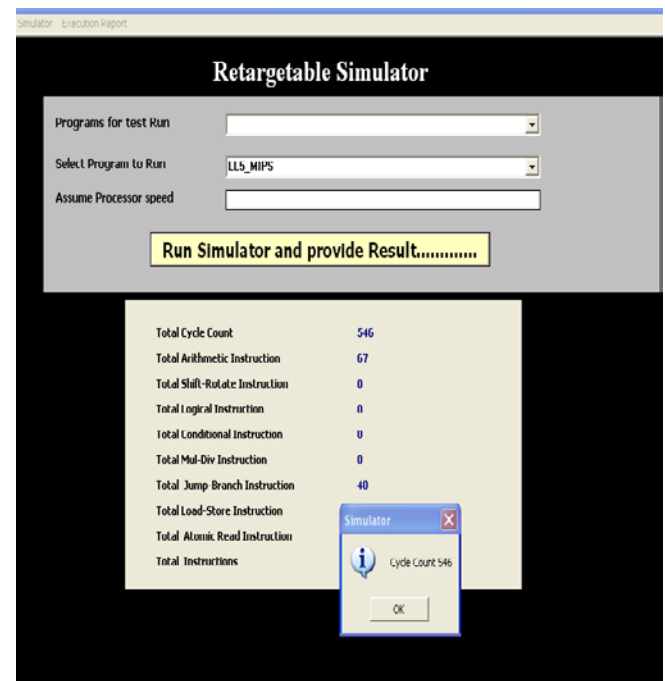 Simulator Execution Report
Retargetable Simulator
Programs for test Run
Select Program to Run LL5_MIPS
Assume Processor speed
Run Simulator and provide Result.............
Total Cycle Count 546
Total Arithmetic Instruction 67
Total Shift-Rotate Instruction 0
Total Logical Instruction 0
Total Conditional Instruction 0
Total Mul-Div Instruction 0
Total Jump-Branch Instruction 40
Total Load-Store Instruction
Total Atomic Read Instruction
Total Instructions
Simulator
Cycle Count 546
OK